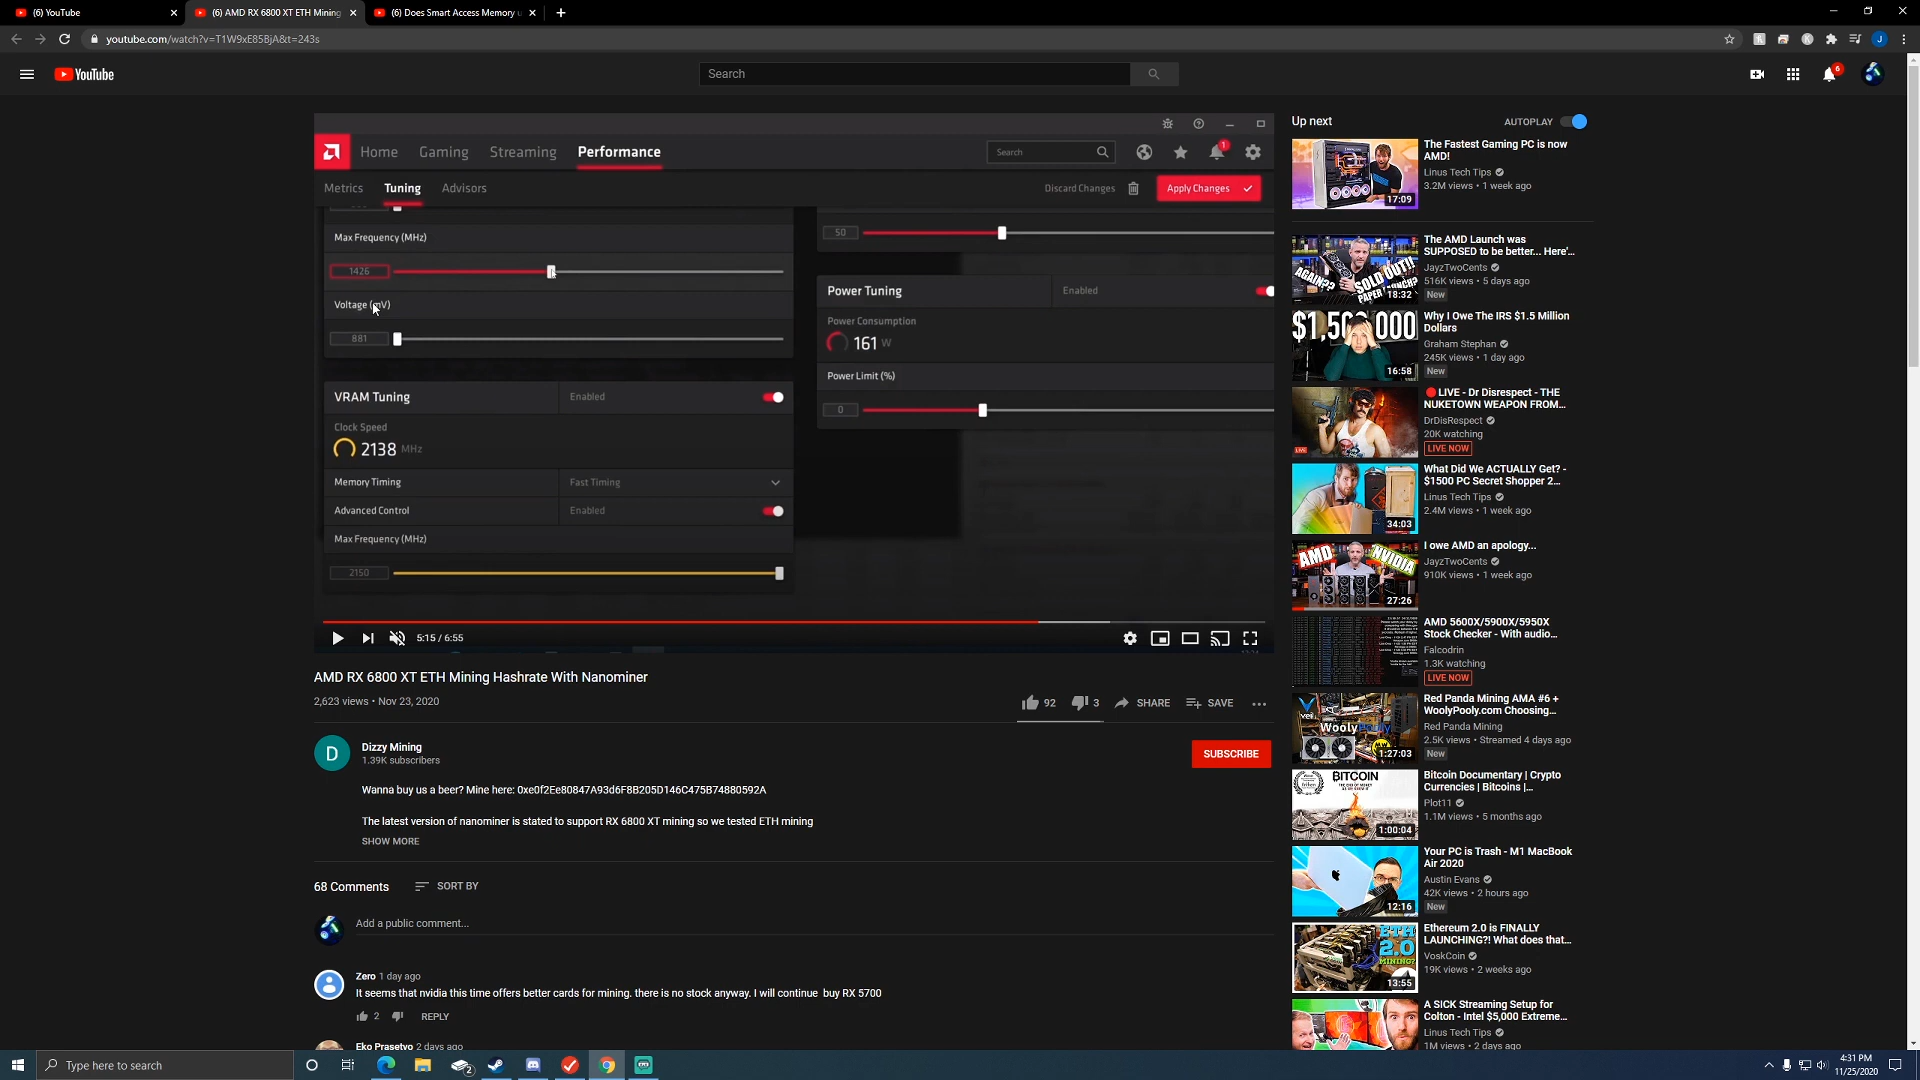 (6) YouTube
(6) AMD RX 6800 XT ETH Mining
(6) Does Smart Access Memory
youtube.com/watch?v=T1W9xE85BjA&t=243s
YouTube
Search
6
Home Gaming Streaming Performance
Search
1
Metrics Tuning Advisors
Discard Changes
Apply Changes
Max Frequency (MHz)
1426
Voltage (mV)
881
VRAM Tuning Enabled
Clock Speed
2138 MHz
Memory Timing Fast Timing
Advanced Control Enabled
Max Frequency (MHz)
2150
50
Power Tuning Enabled
Power Consumption
161 W
Power Limit (%)
0
5:15 / 6:55
AMD RX 6800 XT ETH Mining Hashrate With Nanominer
2,623 views • Nov 23, 2020
92 3 SHARE SAVE
D
Dizzy Mining
1.39K subscribers
SUBSCRIBE
Wanna buy us a beer? Mine here: 0xe0f2Ee80847A93d6F8B205D146C475B74880592A
The latest version of nanominer is stated to support RX 6800 XT mining so we tested ETH mining
SHOW MORE
68 Comments SORT BY
Add a public comment...
Zero 1 day ago
It seems that nvidia this time offers better cards for mining. there is no stock anyway. I will continue buy RX 5700
2 REPLY
Eko Prasetyo 2 days ago
Up next
AUTOPLAY
17:09
The Fastest Gaming PC is now
AMD!
Linus Tech Tips
3.2M views • 1 week ago
AGAIN??
SOLD OUT!!
PAPER LAUNCH?
18:32
The AMD Launch was
SUPPOSED to be better... Here'...
JayzTwoCents
516K views • 5 days ago
New
16:58
Why I Owe The IRS $1.5 Million
Dollars
Graham Stephan
245K views • 1 day ago
New
LIVE
LIVE - Dr Disrespect - THE
NUKETOWN WEAPON FROM...
DrDisRespect
20K watching
LIVE NOW
34:03
What Did We ACTUALLY Get? -
$1500 PC Secret Shopper 2...
Linus Tech Tips
2.4M views • 1 week ago
AMD
NVIDIA
27:26
I owe AMD an apology...
JayzTwoCents
910K views • 1 week ago
AMD 5600X/5900X/5950X
Stock Checker - With audio...
Falcodrin
1.3K watching
LIVE NOW
WoolyPooly
1:27:03
Red Panda Mining AMA #6 +
WoolyPooly.com Choosing...
Red Panda Mining
2.5K views • Streamed 4 days ago
New
BITCOIN
1:00:04
Bitcoin Documentary | Crypto
Currencies | Bitcoins |...
Plot11
1.1M views • 5 months ago
12:16
Your PC is Trash - M1 MacBook
Air 2020
Austin Evans
42K views • 2 hours ago
New
ETH
2.0
MINING?
13:55
Ethereum 2.0 is FINALLY
LAUNCHING?! What does that...
VoskCoin
19K views • 2 weeks ago
A SICK Streaming Setup for
Colton - Intel $5,000 Extreme...
Linus Tech Tips
1M views • 2 days ago
Type here to search
2
4:31 PM
11/25/2020